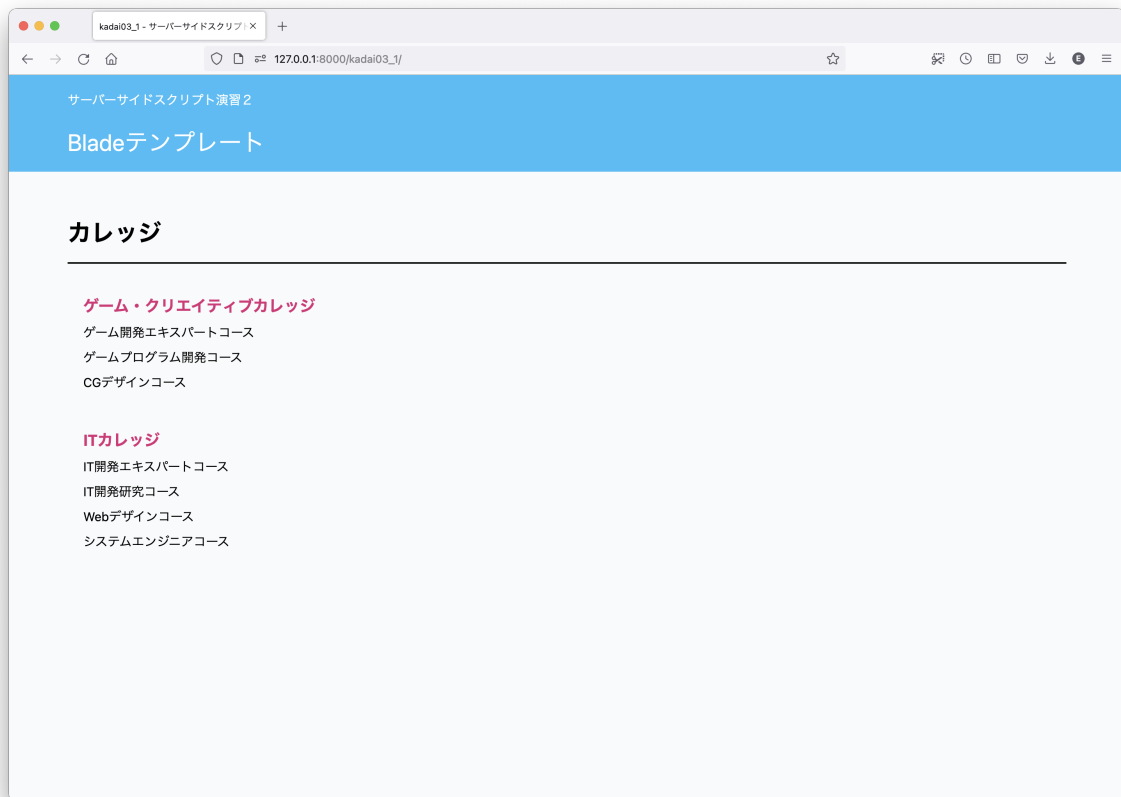 kadai03_1 - サーバーサイドスクリプト
127.0.0.1:8000/kadai03_1/
E
サーバーサイドスクリプト演習２
Bladeテンプレート
カレッジ
ゲーム・クリエイティブカレッジ
ゲーム開発エキスパートコース
ゲームプログラム開発コース
CGデザインコース
ITカレッジ
IT開発エキスパートコース
IT開発研究コース
Webデザインコース
システムエンジニアコース